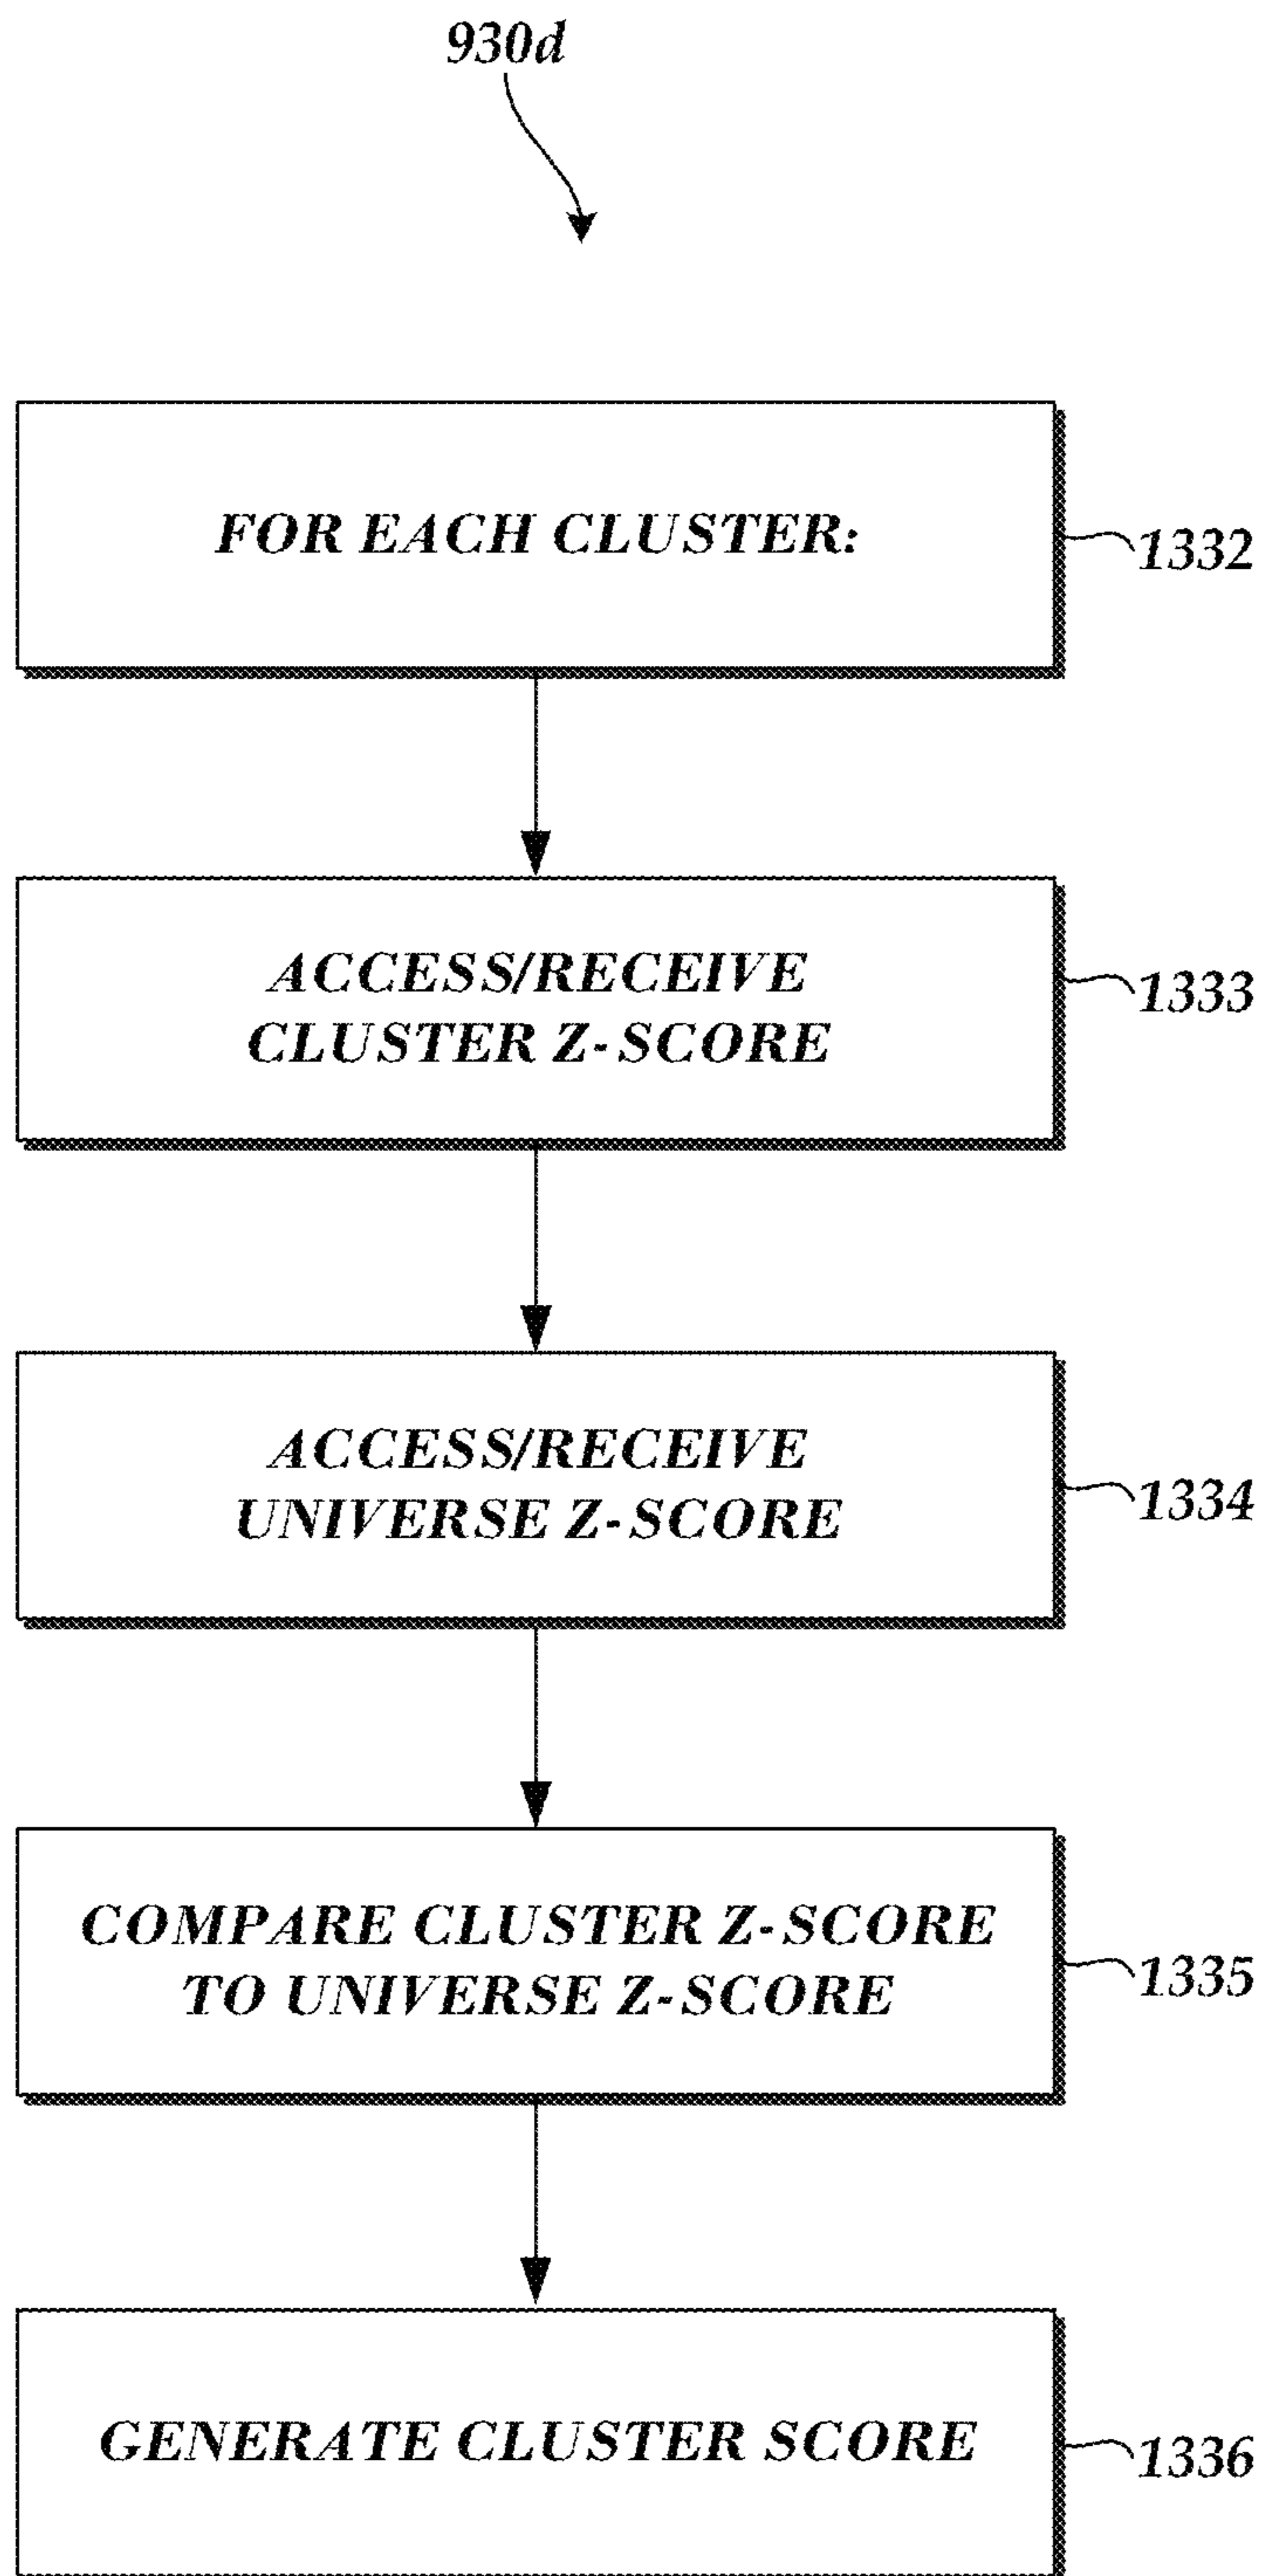 930d
FOR EACH CLUSTER:
1332
ACCESS/RECEIVE
CLUSTER Z-SCORE
1333
ACCESS/RECEIVE
UNIVERSE Z-SCORE
1334
COMPARE CLUSTER Z-SCORE
TO UNIVERSE Z-SCORE
1335
GENERATE CLUSTER SCORE
1336